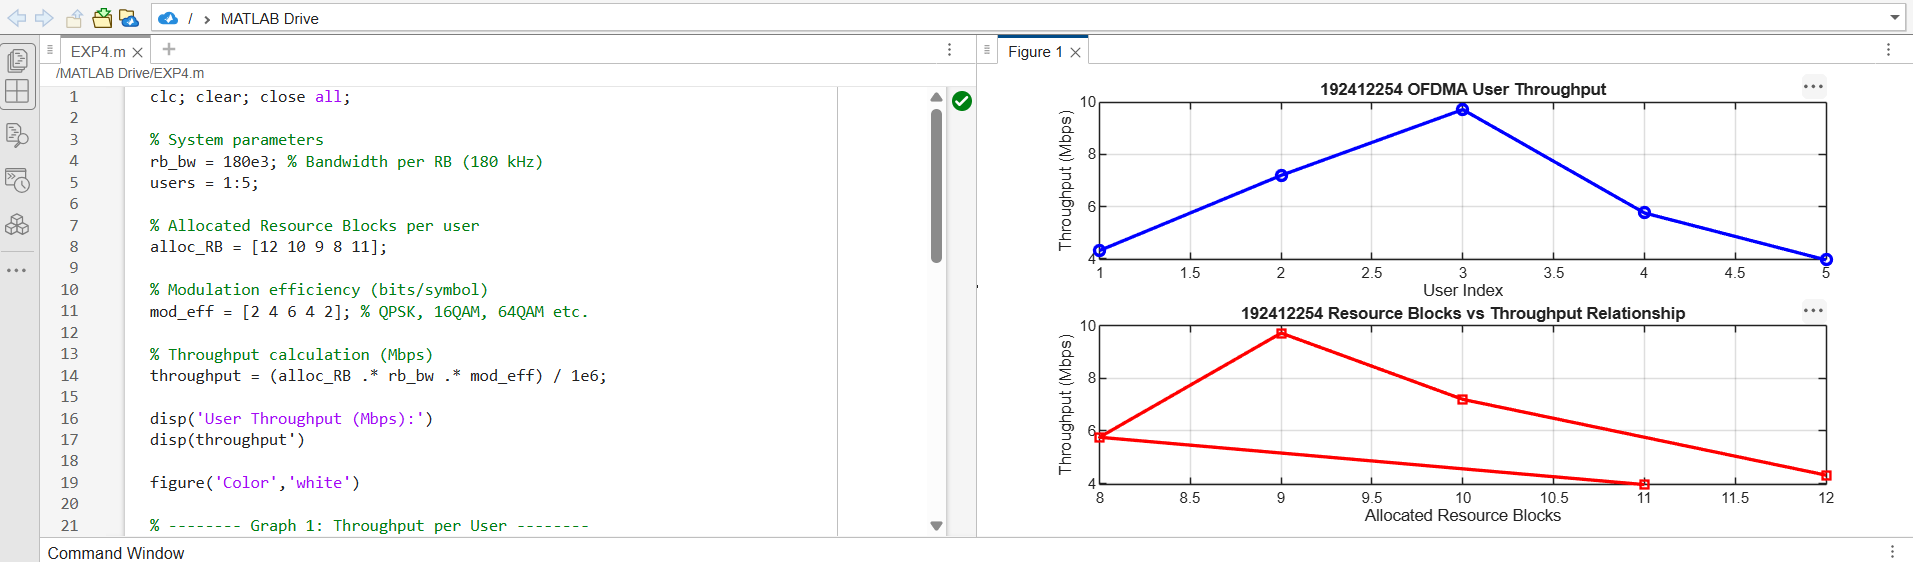 / › MATLAB Drive
EXP4.m
/MATLAB Drive/EXP4.m
1 clc; clear; close all;
2
3 % System parameters
4 rb_bw = 180e3; % Bandwidth per RB (180 kHz)
5 users = 1:5;
6
7 % Allocated Resource Blocks per user
8 alloc_RB = [12 10 9 8 11];
9
10 % Modulation efficiency (bits/symbol)
11 mod_eff = [2 4 6 4 2]; % QPSK, 16QAM, 64QAM etc.
12
13 % Throughput calculation (Mbps)
14 throughput = (alloc_RB .* rb_bw .* mod_eff) / 1e6;
15
16 disp('User Throughput (Mbps):')
17 disp(throughput')
18
19 figure('Color','white')
20
21 % -------- Graph 1: Throughput per User --------
Command Window
Figure 1
192412254 OFDMA User Throughput
Throughput (Mbps)
10
8
6
4
1 1.5 2 2.5 3 3.5 4 4.5 5
User Index
192412254 Resource Blocks vs Throughput Relationship
Throughput (Mbps)
10
8
6
4
8 8.5 9 9.5 10 10.5 11 11.5 12
Allocated Resource Blocks